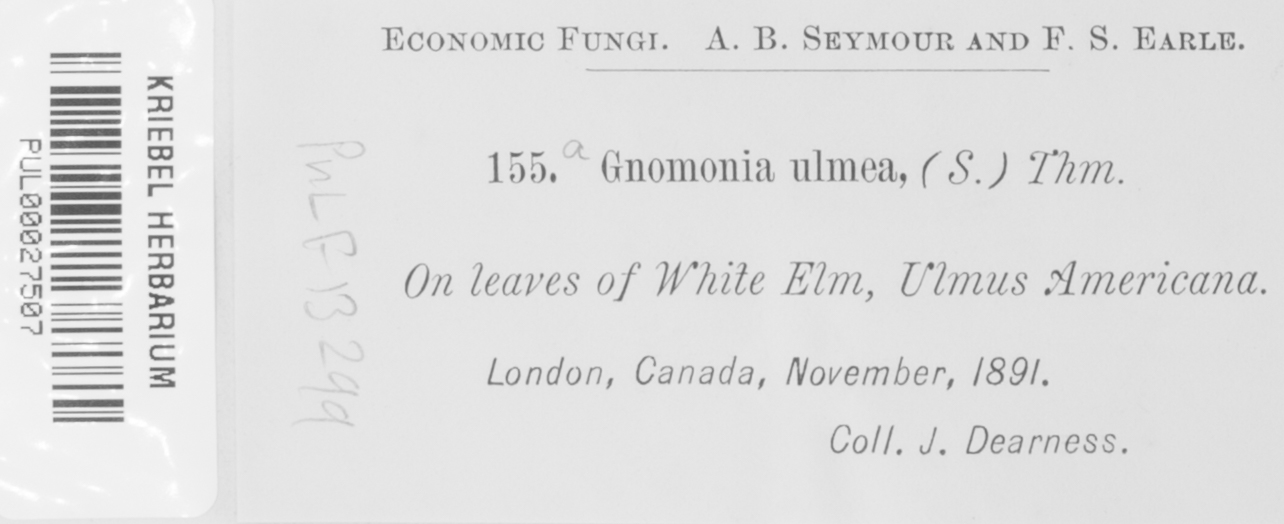 ECONOMIC FUNGI. A. B. SEYMOUR AND F. S. EARLE.
155.a Gnomonia ulmea, (S.) Thm.
On leaves of White Elm, Ulmus Americana.
London, Canada, November, 1891.
Coll. J. Dearness.
KRIEBEL HERBARIUM
PUL00027507
PuL F B 299